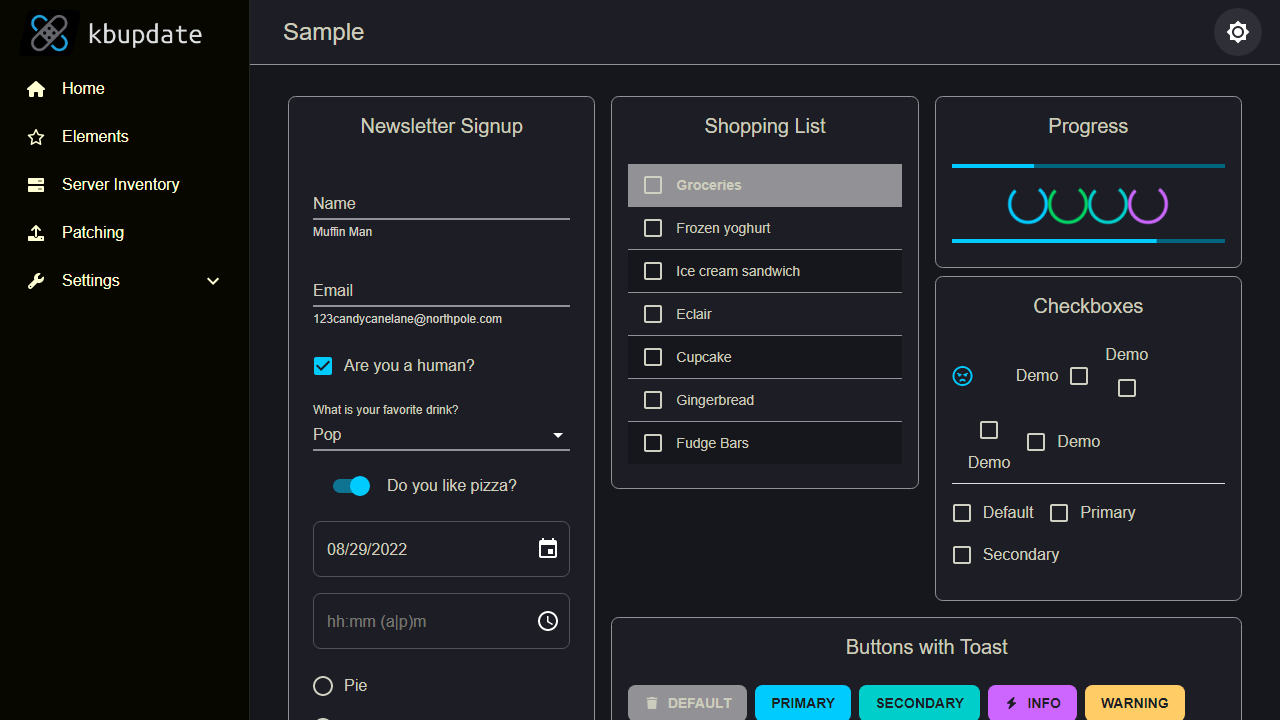 kbupdate
Sample
Home
Elements
Server Inventory
Patching
Settings
Newsletter Signup
Name
Muffin Man
Email
123candycanelane@northpole.com
Are you a human?
What is your favorite drink?
Pop
Do you like pizza?
08/29/2022
hh:mm (a|p)m
Pie
Shopping List
Groceries
Frozen yoghurt
Ice cream sandwich
Eclair
Cupcake
Gingerbread
Fudge Bars
Progress
Checkboxes
Demo
Demo
Demo
Demo
Default Primary
Secondary
Buttons with Toast
DEFAULT PRIMARY SECONDARY INFO WARNING